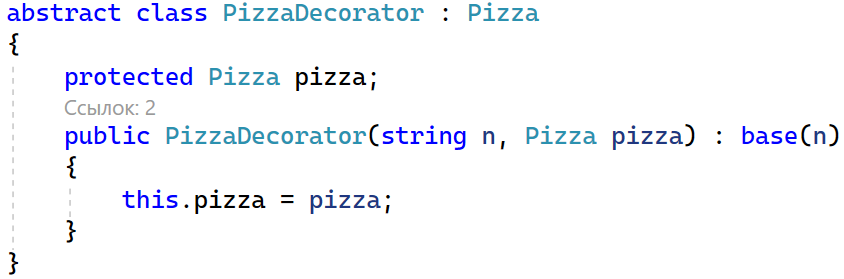 abstract class PizzaDecorator : Pizza
{
protected Pizza pizza;
Ссылок: 2
public PizzaDecorator(string n, Pizza pizza) : base(n)
{
this.pizza = pizza;
}
}